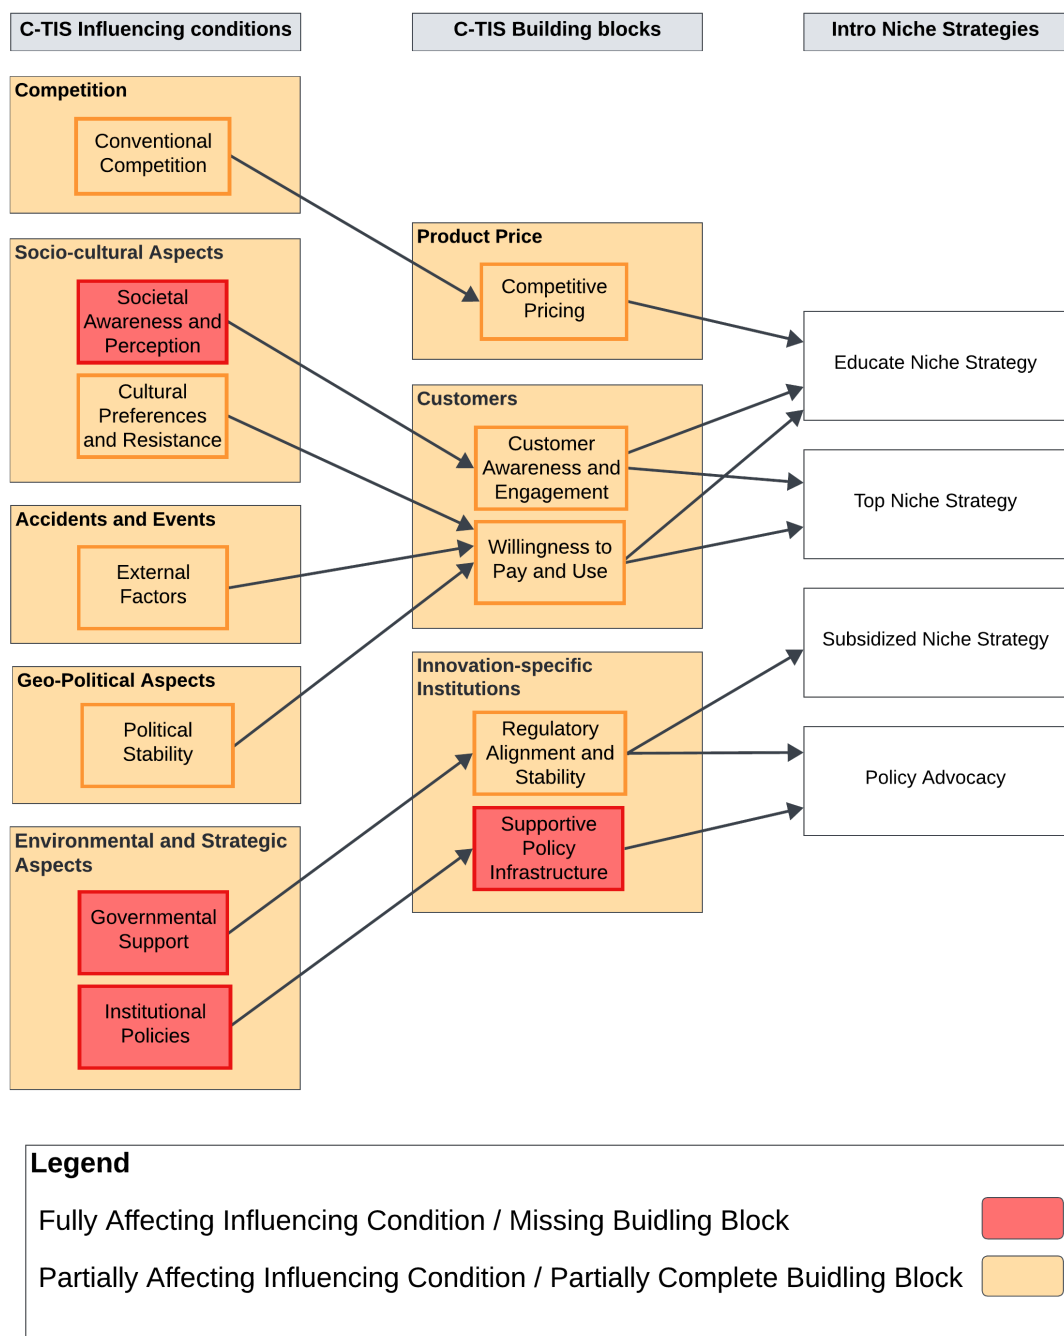 C-TIS Influencing conditions
C-TIS Building blocks
Intro Niche Strategies
Competition
Conventional
Competition
Socio-cultural Aspects
Societal
Awareness and
Perception
Cultural
Preferences
and Resistance
Accidents and Events
External
Factors
Geo-Political Aspects
Political
Stability
Environmental and Strategic
Aspects
Governmental
Support
Institutional
Policies
Product Price
Competitive
Pricing
Customers
Customer
Awareness and
Engagement
Willingness to
Pay and Use
Innovation-specific
Institutions
Regulatory
Alignment and
Stability
Supportive
Policy
Infrastructure
Educate Niche Strategy
Top Niche Strategy
Subsidized Niche Strategy
Policy Advocacy
Legend
Fully Affecting Influencing Condition / Missing Buidling Block
Partially Affecting Influencing Condition / Partially Complete Buidling Block